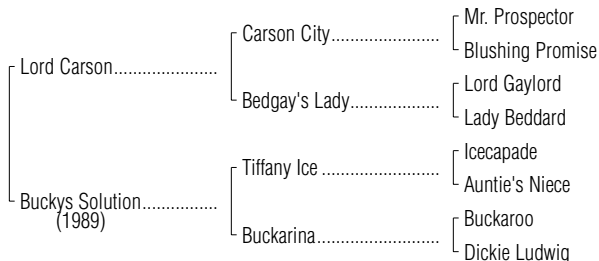 Mr. Prospector
Carson City....................
Blushing Promise
Lord Carson...................
Lord Gaylord
Bedgay's Lady.................
Lady Beddard
Icecapade
Tiffany Ice .....................
Auntie's Niece
Buckys Solution..............
(1989)
Buckaroo
Buckarina.......................
Dickie Ludwig